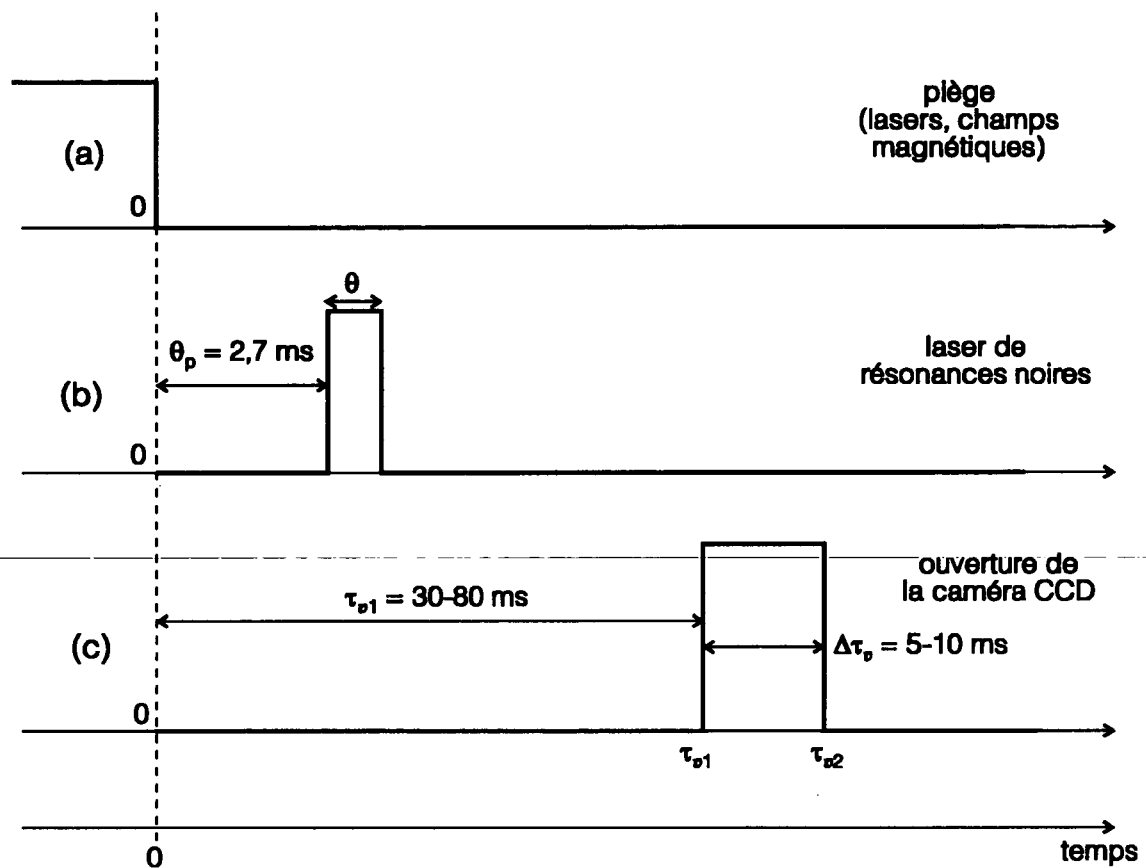 piège
(lasers, champs
magnétiques)
(a)
0
θ
θp = 2,7 ms
laser de
résonances noires
(b)
0
ouverture de
la caméra CCD
τv1 = 30-80 ms
(c)
Δτv = 5-10 ms
0
τv1
τv2
0
temps